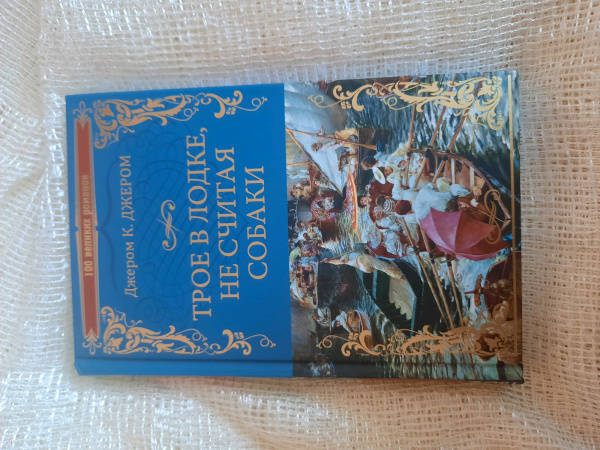 100 великих романов
Джером К. ДЖЕРОМ
ТРОЕ В ЛОДКЕ,
НЕ СЧИТАЯ
СОБАКИ